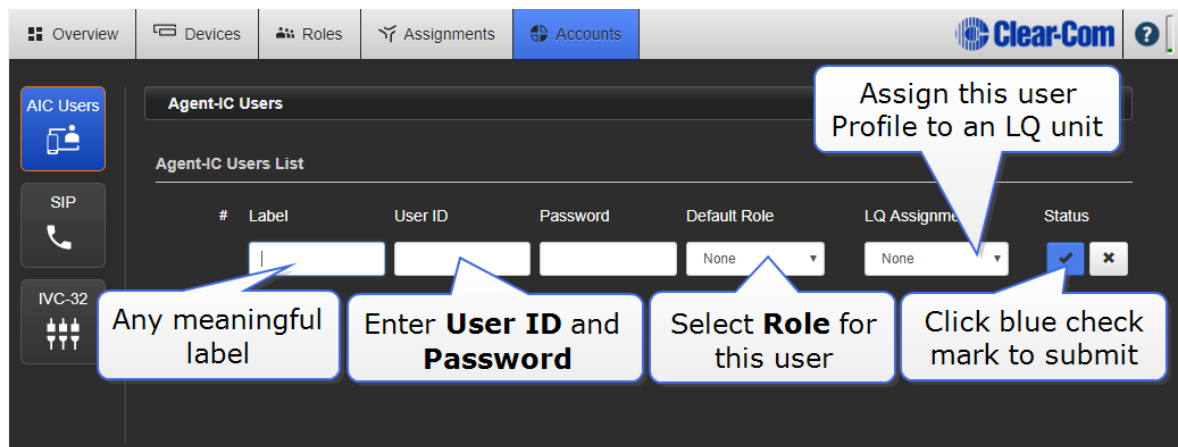 Overview Devices Roles Assignments Accounts Clear-Com ?
AIC Users
Agent-IC Users
Assign this user
Profile to an LQ unit
Agent-IC Users List
SIP
# Label User ID Password Default Role LQ Assignme Status
None None
IVC-32
Any meaningful
label
Enter User ID and
Password
Select Role for
this user
Click blue check
mark to submit